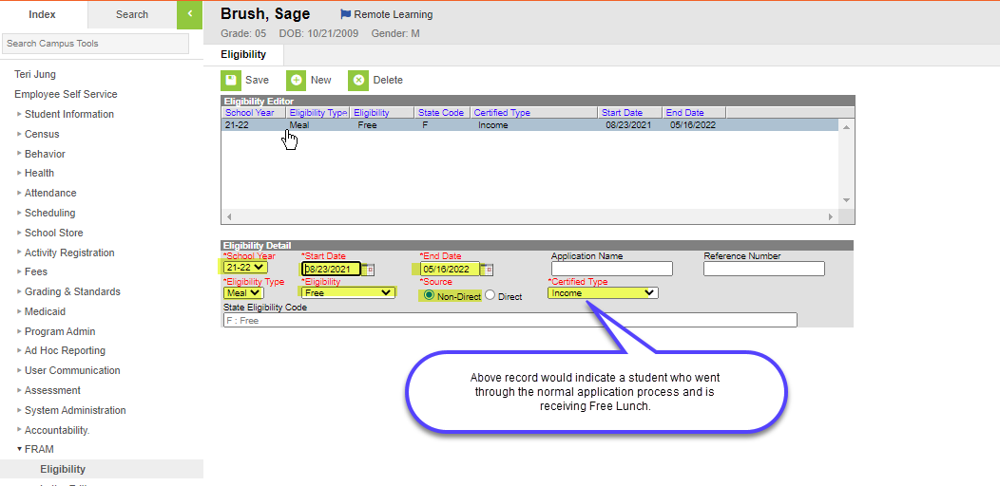 Index
Search
<
Search Campus Tools
Teri Jung
Employee Self Service
Student Information
Census
Behavior
Health
Attendance
Scheduling
School Store
Activity Registration
Fees
Grading & Standards
Medicaid
Program Admin
Ad Hoc Reporting
User Communication
Assessment
System Administration
Accountability.
FRAM
Eligibility
Brush, Sage Remote Learning
Grade: 05 DOB: 10/21/2009 Gender: M
Eligibility
Save New Delete
Eligibility Editor
School Year Eligibility Type Eligibility State Code Certified Type Start Date End Date
21-22 Meal Free F Income 08/23/2021 05/16/2022
Eligibility Detail
*School Year *Start Date *End Date Application Name Reference Number
21-22 08/23/2021 05/16/2022
*Eligibility Type *Eligibility *Source *Certified Type
Meal Free Non-Direct Direct Income
State Eligibility Code
F : Free
Above record would indicate a student who went
through the normal application process and is
receiving Free Lunch.